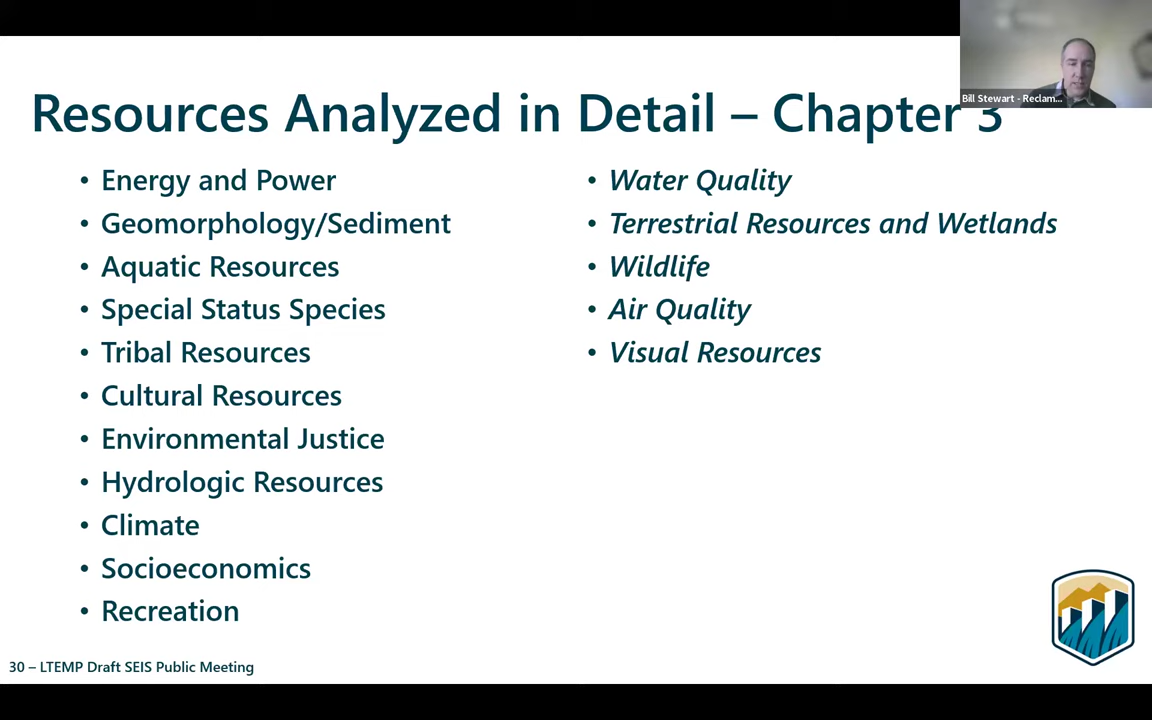 Bill Stewart - Reclam...
Resources Analyzed in Detail – Chapter 3
• Energy and Power
• Geomorphology/Sediment
• Aquatic Resources
• Special Status Species
• Tribal Resources
• Cultural Resources
• Environmental Justice
• Hydrologic Resources
• Climate
• Socioeconomics
• Recreation
• Water Quality
• Terrestrial Resources and Wetlands
• Wildlife
• Air Quality
• Visual Resources
30 – LTEMP Draft SEIS Public Meeting